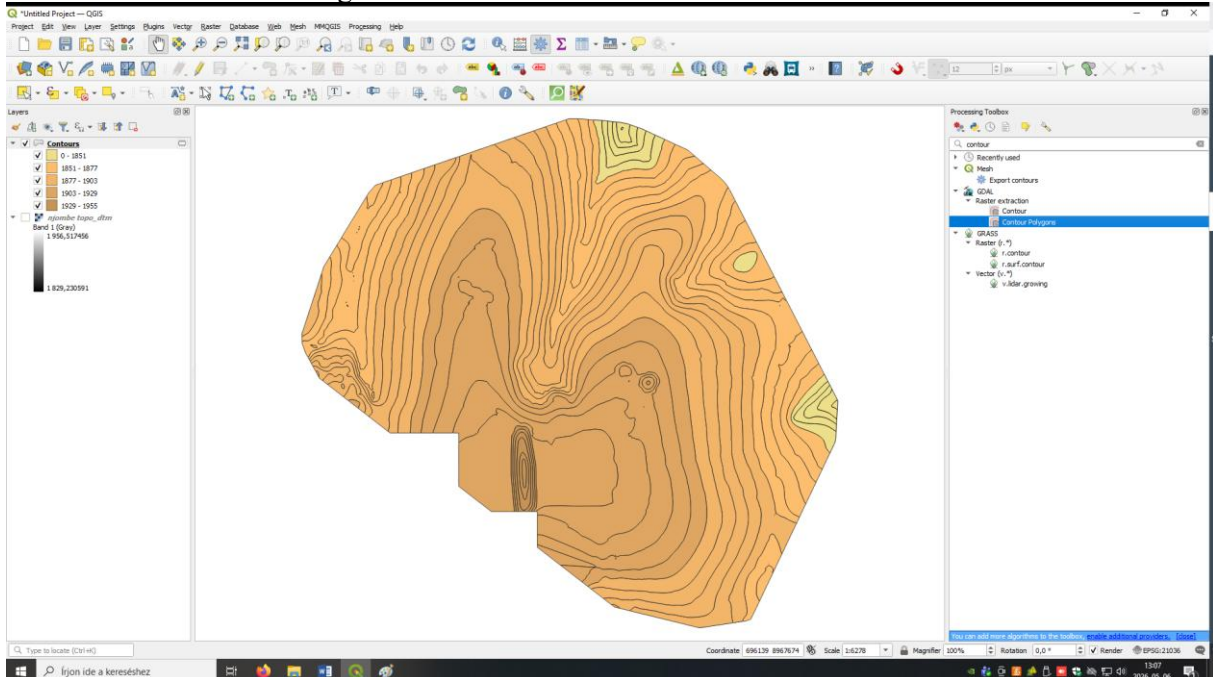 *Untitled Project — QGIS
Project Edit View Layer Settings Plugins Vector Raster Database Web Mesh MMQGIS Processing Help
12 px
Layers
Contours
0 - 1851
1851 - 1877
1877 - 1903
1903 - 1929
1929 - 1955
njombe topo_dtm
Band 1 (Gray)
1 956,517456
1 829,230591
Processing Toolbox
contour
Recently used
Mesh
Export contours
GDAL
Raster extraction
Contour
Contour Polygons
GRASS
Raster (r.*)
r.contour
r.surf.contour
Vector (v.*)
v.lidar.growing
You can add more algorithms to the toolbox, enable additional providers. [close]
Type to locate (Ctrl+K)
Coordinate 696139 8967674 Scale 1:6278 Magnifier 100% Rotation 0,0 ° Render EPSG:21036
Írjon ide a kereséshez
13:07
2026. 05. 06.